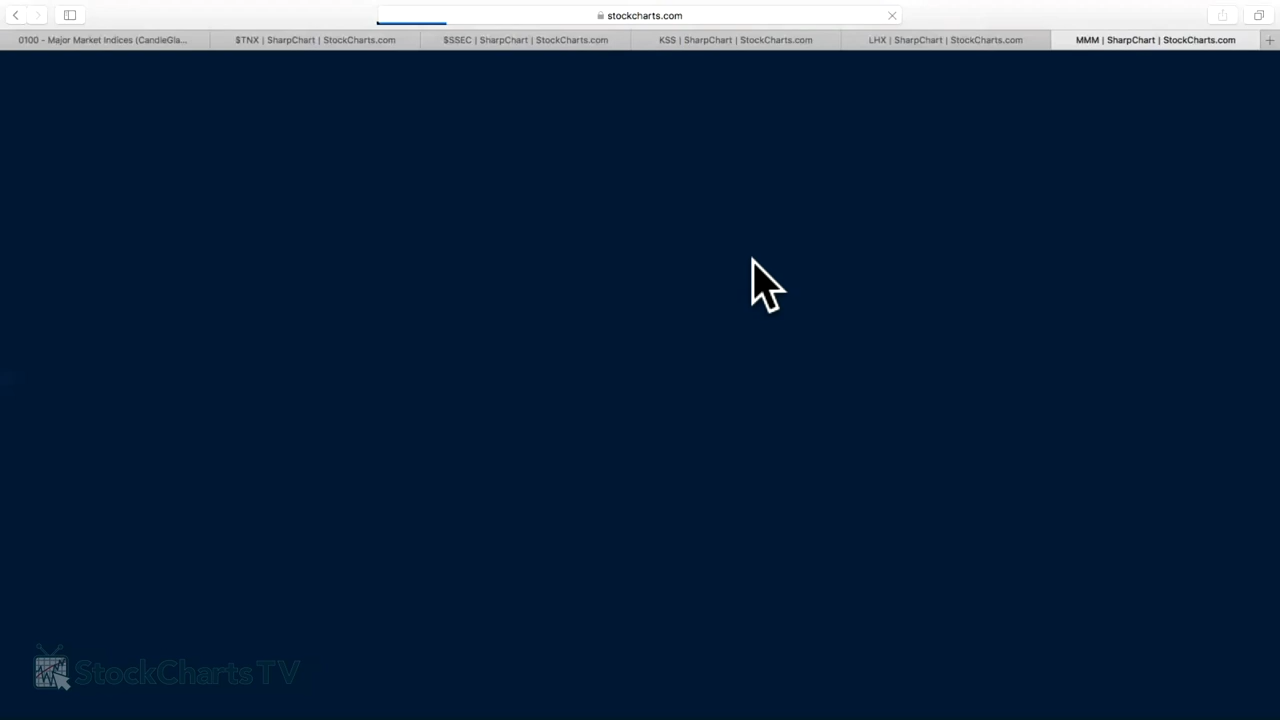 stockcharts.com
0100 - Major Market Indices (CandleGla...
$TNX | SharpChart | StockCharts.com
$SSEC | SharpChart | StockCharts.com
KSS | SharpChart | StockCharts.com
LHX | SharpChart | StockCharts.com
MMM | SharpChart | StockCharts.com
StockChartsTV